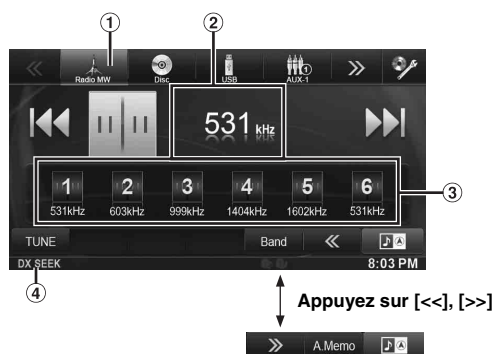 ① ②
<< Radio MW Disc USB AUX-1 >>
531 kHz
1 2 3 4 5 6
531kHz 603kHz 999kHz 1404kHz 1602kHz 531kHz
③
TUNE Band <<
DX SEEK 8:03 PM
④
Appuyez sur [<<], [>>]
>> A.Memo